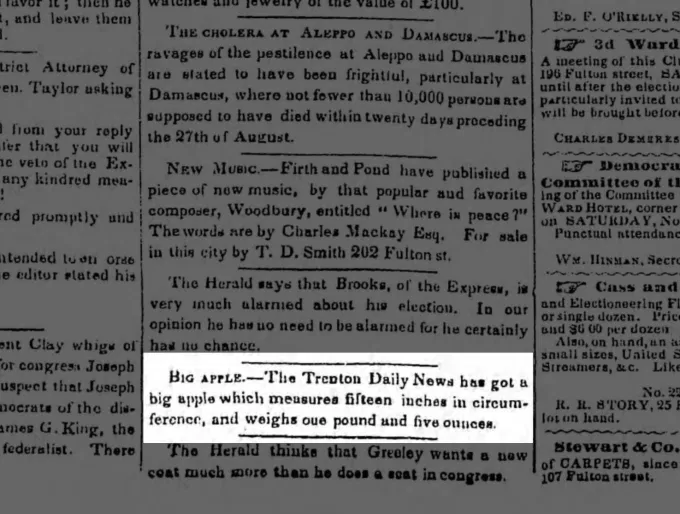 favor it; then he
, and leave them
trict Attorney of
en. Taylor asking
from your reply
that you will
veto of the Ex-
any kindred mea-
red promptly and
ntended to
e editor stated his
ent Clay whigs of
for congress Joseph
uspect that Joseph
mocrats of the dis-
ames G. King, the
federalist. There
watches and jewelry of the value of £100.
THE CHOLERA AT ALEPPO AND DAMASCUS.—The
ravages of the pestilence at Aleppo and Damascus
are stated to have been frightful, particularly at
Damascus, where not fewer than 10,000 persons are
supposed to have died within twenty days preceding
the 27th of August.
NEW MUSIC.—Firth and Pond have published a
piece of new music, by that popular and favorite
composer, Woodbury, entitled "Where is peace?"
The words are by Charles Mackay Esq. For sale
in this city by T. D. Smith 202 Fulton st.
The Herald says that Brooks, of the Express, is
very much alarmed about his election. In our
opinion he has no need to be alarmed for he certainly
has no chance.
BIG APPLE.—The Trenton Daily News has got a
big apple which measures fifteen inches in circum-
ference, and weighs oue pound and five ounces.
The Herald thinks that Greeley wants a new
coat much more than he does a seat in congress.
ED. F. O'RIELLY, S
3d Ward
A meeting of this
196 Fulton street,
until after the electio
particularly invited to
will be brought before
CHARLES
Democra
Committee of t
ing of the Committee
WARD HOTEL, corner
on SATURDAY, No
Punctual attendanc
WM. HINMAN, Secre
Cass and
and Electioneering Fl
or single dozen. Pric
and $6 00 per dozen
Also, on hand, an
small sizes, United S
Streamers, &c. Like
No. 22
R. R. STORY, 25 F
lot on hand.
Stewart & Co.
of CARPETS, since
107 Fulton street.